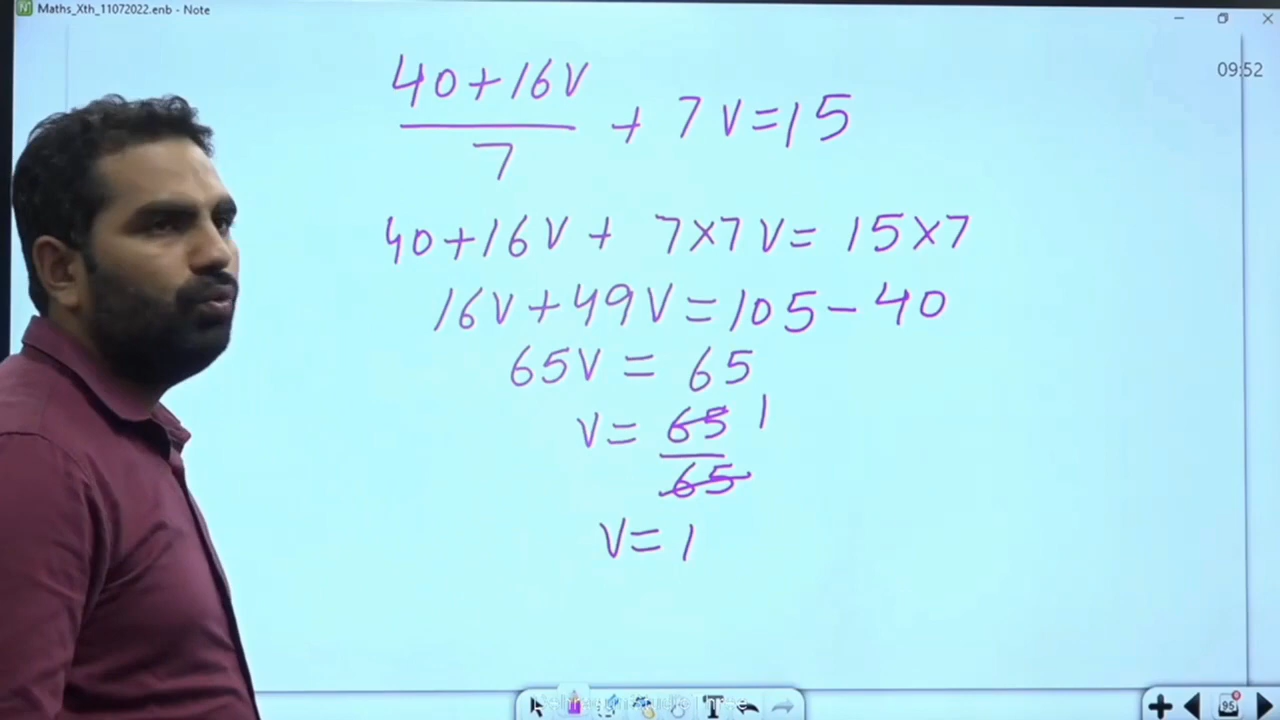 Maths_Xth_11072022.enb - Note
09:52
40+16V
7
+ 7V=15
40+16V+ 7×7V= 15×7
16V+49V=105-40
65V = 65
V= 65 1
65
V=1
T
95